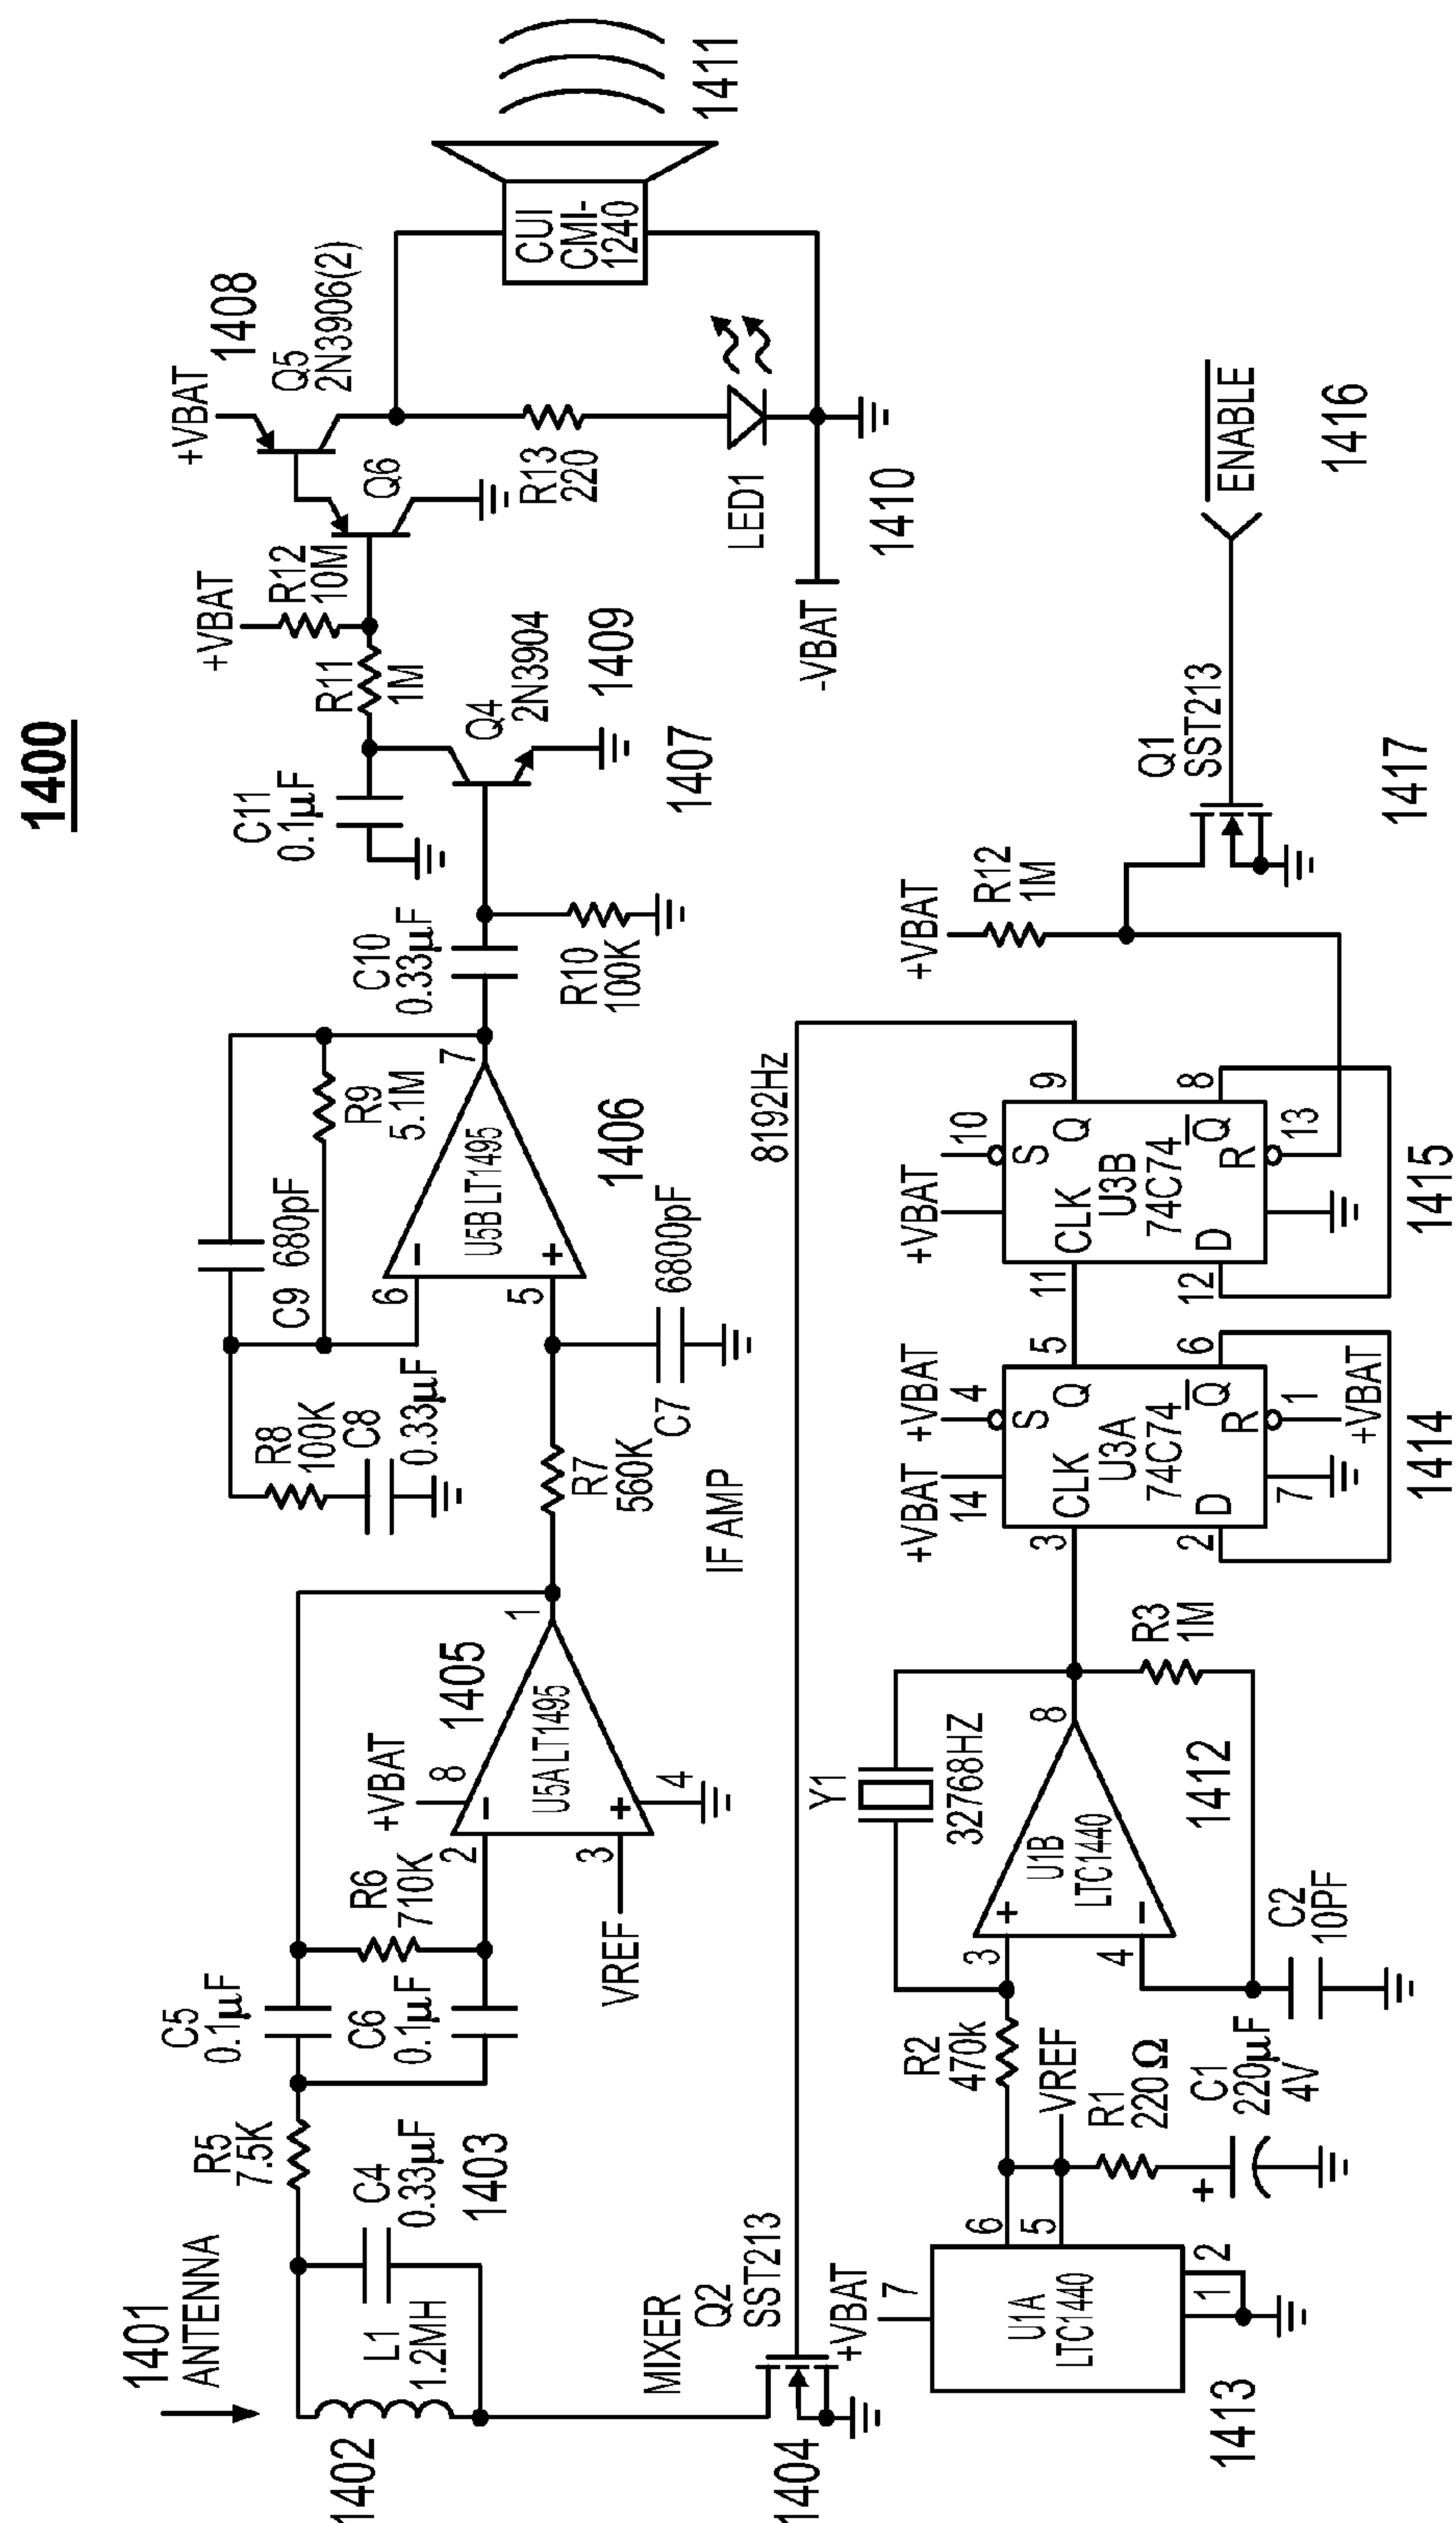 1400
1401
ANTENNA
1402
L1
1.2MH
C4
0.33µF
1403
R5
7.5K
C5
0.1µF
C6
0.1µF
R6
710K
+VBAT
8
1405
2
3
VREF
U5A LT1495
4
1
R8
100K
C8
0.33µF
R7
560K
IF AMP
C9 680pF
R9
5.1M
6
5
U5B LT1495
7
1406
C7
6800pF
C10
0.33µF
R10
100K
C11
0.1µF
Q4
2N3904
1409
1407
R11
1M
+VBAT
R12
10M
Q6
+VBAT
1408
Q5
2N3906(2)
R13
220
LED1
1410
-VBAT
CUI
CMI-
1240
1411
MIXER
Q2
SST213
1404
8192Hz
+VBAT
7
U1A
LTC1440
1413
6
5
1
2
R2
470k
VREF
R1
220Ω
C1
220µF
4V
+
Y1
32768HZ
3
4
U1B
LTC1440
8
1412
C2
10PF
R3
1M
+VBAT
14
+VBAT
4
3
CLK
S
Q
5
U3A
74C74
2
D
R
Q
6
7
1
+VBAT
1414
+VBAT
10
11
CLK
S
Q
9
U3B
74C74
12
D
R
Q
8
13
1415
+VBAT
R12
1M
Q1
SST213
1417
ENABLE
1416